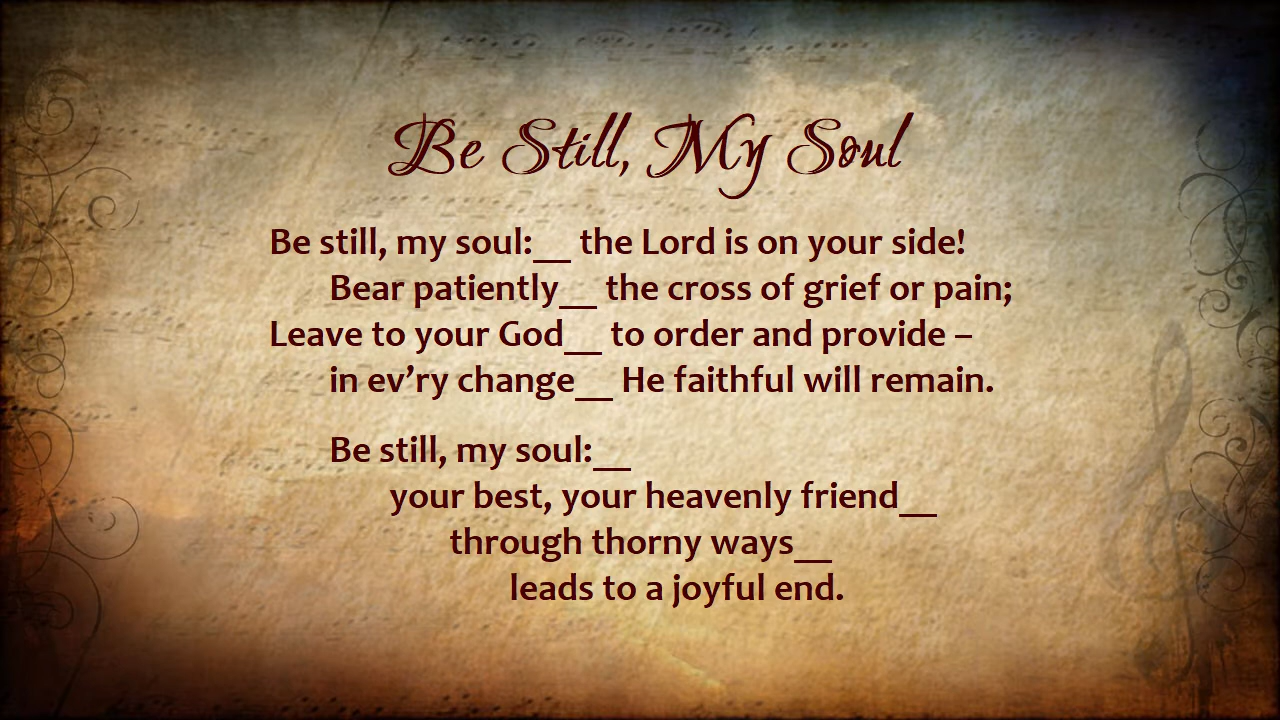 Be Still, My Soul
Be still, my soul:__ the Lord is on your side!
Bear patiently__ the cross of grief or pain;
Leave to your God__ to order and provide –
in ev’ry change__ He faithful will remain.
Be still, my soul:__
your best, your heavenly friend__
through thorny ways__
leads to a joyful end.